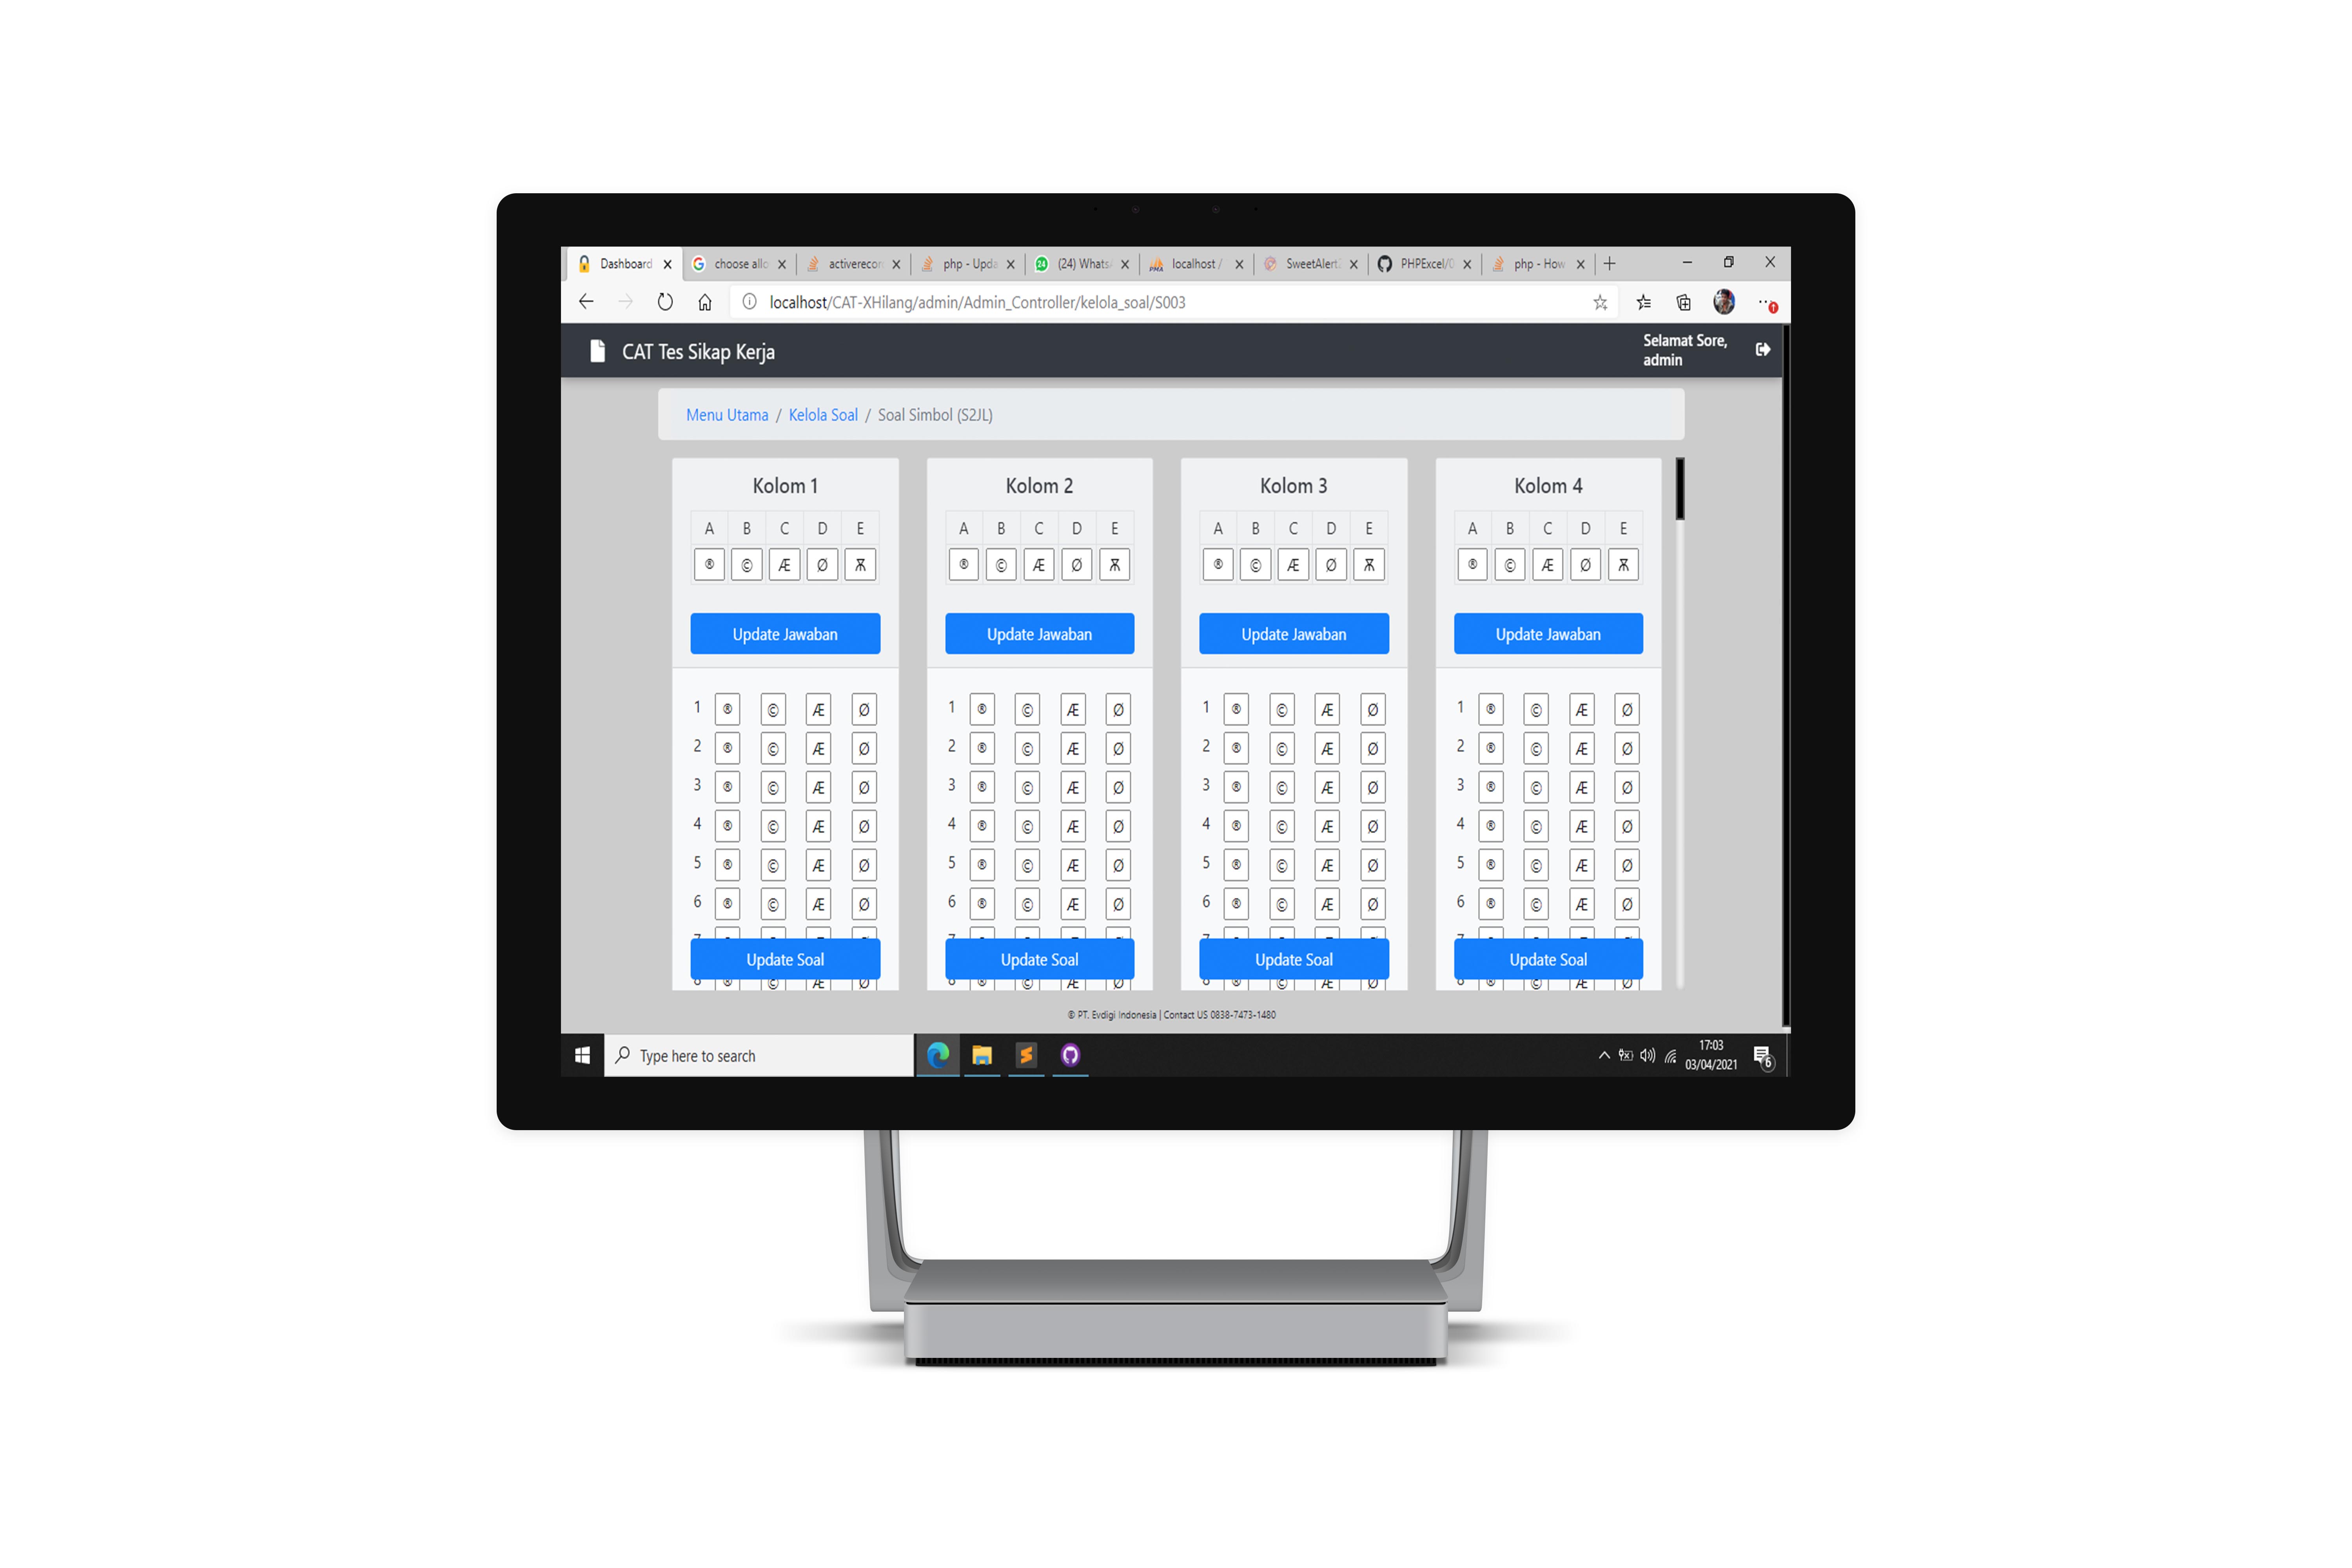 Dashboard choose allo activerecor php - Upda (24) Whats localhost / SweetAlert PHPExcel/ php - How
localhost/CAT-XHilang/admin/Admin_Controller/kelola_soal/S003
CAT Tes Sikap Kerja
Selamat Sore,
admin
Menu Utama / Kelola Soal / Soal Simbol (S2JL)
Kolom 1 Kolom 2 Kolom 3 Kolom 4
A B C D E A B C D E A B C D E A B C D E
® © Æ Ø Ѫ ® © Æ Ø Ѫ ® © Æ Ø Ѫ ® © Æ Ø Ѫ
Update Jawaban Update Jawaban Update Jawaban Update Jawaban
1 ® © Æ Ø 1 ® © Æ Ø 1 ® © Æ Ø 1 ® © Æ Ø
2 ® © Æ Ø 2 ® © Æ Ø 2 ® © Æ Ø 2 ® © Æ Ø
3 ® © Æ Ø 3 ® © Æ Ø 3 ® © Æ Ø 3 ® © Æ Ø
4 ® © Æ Ø 4 ® © Æ Ø 4 ® © Æ Ø 4 ® © Æ Ø
5 ® © Æ Ø 5 ® © Æ Ø 5 ® © Æ Ø 5 ® © Æ Ø
6 ® © Æ Ø 6 ® © Æ Ø 6 ® © Æ Ø 6 ® © Æ Ø
Update Soal Update Soal Update Soal Update Soal
© PT. Evdigi Indonesia | Contact US 0838-7473-1480
Type here to search
17:03
03/04/2021
6